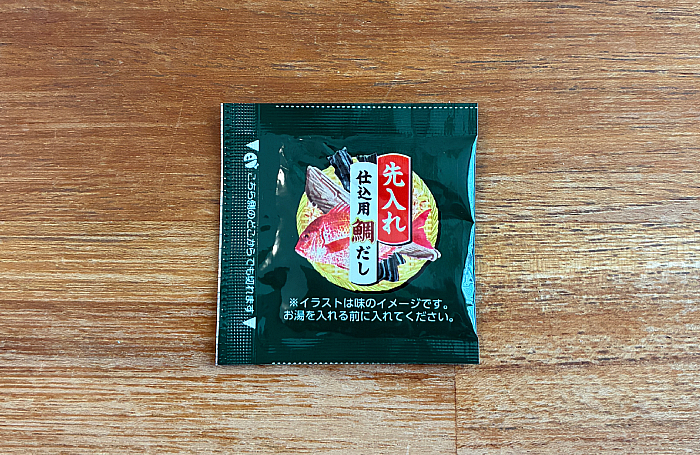 先入れ
仕込用鯛だし
※イラストは味のイメージです。
お湯を入れる前に入れてください。
こちら側のどこからでも切れます